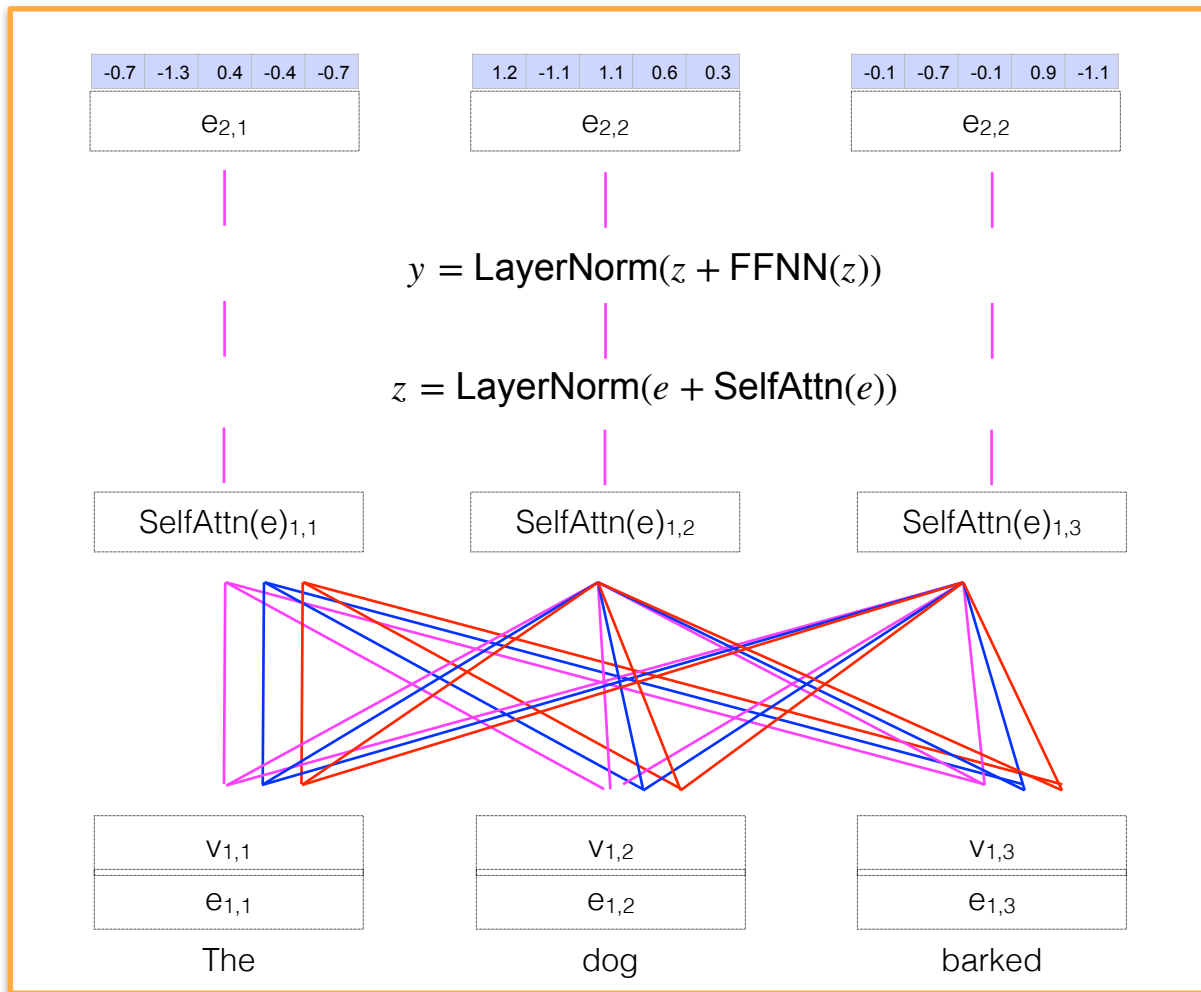 -0.7 -1.3 0.4 -0.4 -0.7 1.2 -1.1 1.1 0.6 0.3 -0.1 -0.7 -0.1 0.9 -1.1
e2,1 e2,2 e2,2
y = LayerNorm(z + FFNN(z))
z = LayerNorm(e + SelfAttn(e))
SelfAttn(e)1,1 SelfAttn(e)1,2 SelfAttn(e)1,3
v1,1 v1,2 v1,3
e1,1 e1,2 e1,3
The dog barked